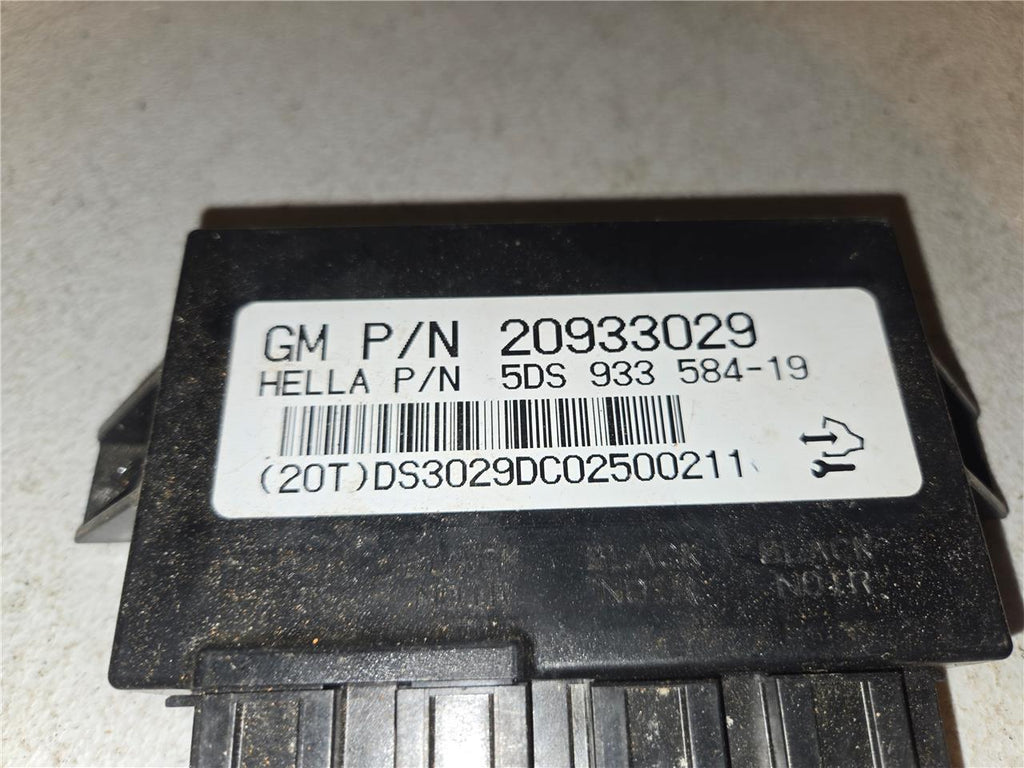 GM P/N 20933029
HELLA P/N 5DS 933 584-19
(20T)DS3029DC02500211
BLACK BLACK
NOIR NOIR